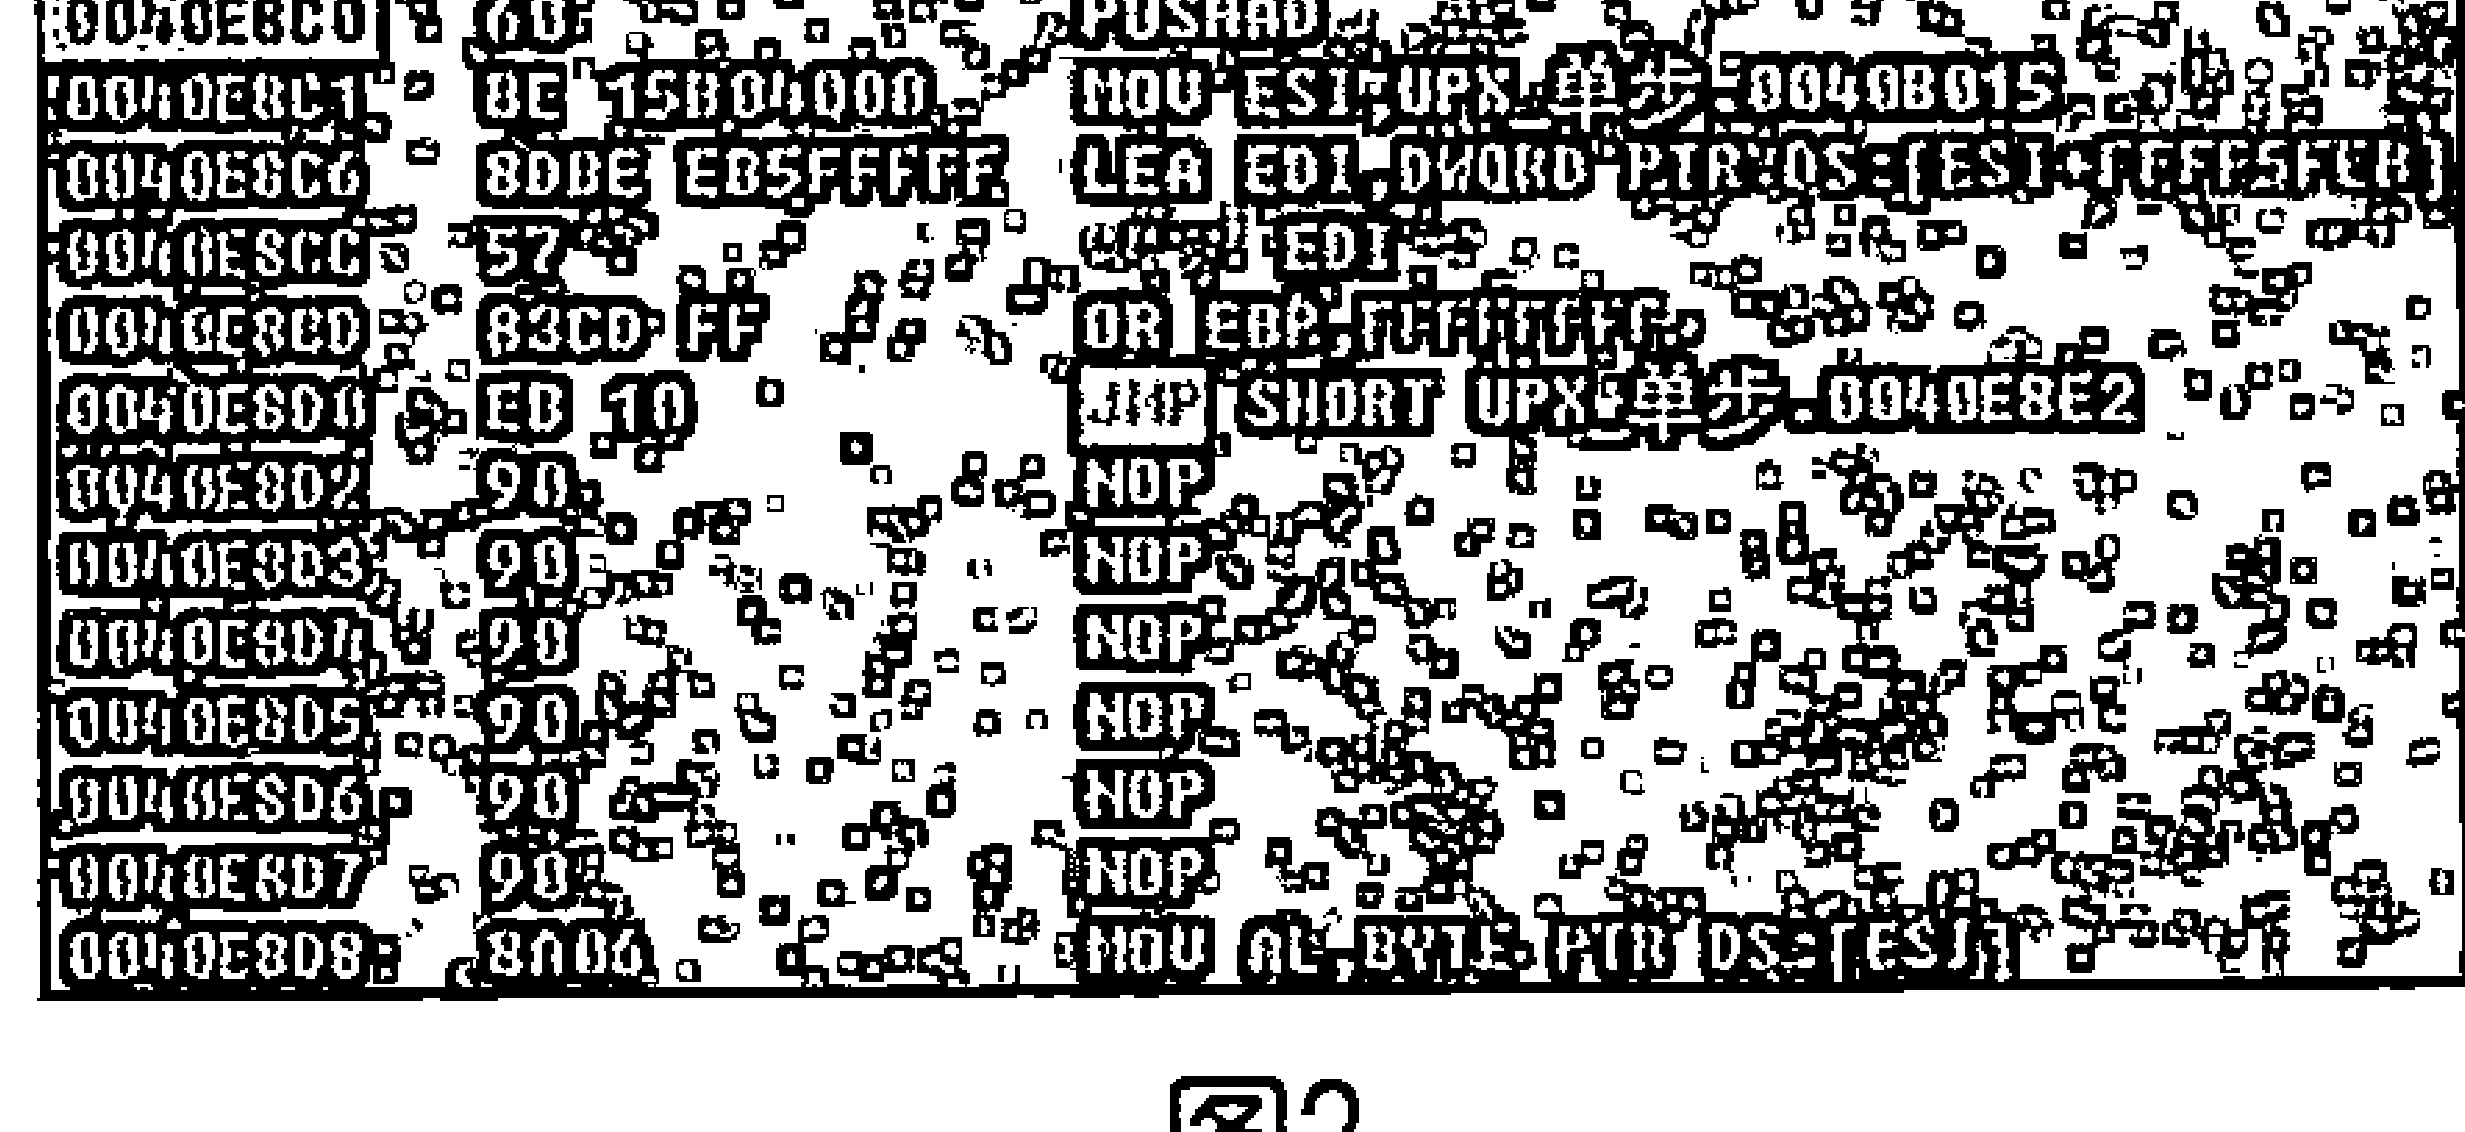 0040E8C0 60 PUSHAD
0040E8C1 BE 15B04000 MOV ESI,UPX_单步.0040B015
0040E8C6 8DBE EB5FFFFF LEA EDI,DWORD PTR DS:[ESI+FFFF5FEB]
0040E8CC 57 EDI
0040E8CD 83CD FF OR EBP,FFFFFFFF
0040E8D0 EB 10 JMP SHORT UPX_单步.0040E8E2
0040E8D2 90 NOP
0040E8D3 90 NOP
0040E8D4 90 NOP
0040E8D5 90 NOP
0040E8D6 90 NOP
0040E8D7 90 NOP
0040E8D8 8A06 MOV AL,BYTE PTR DS:[ESI]